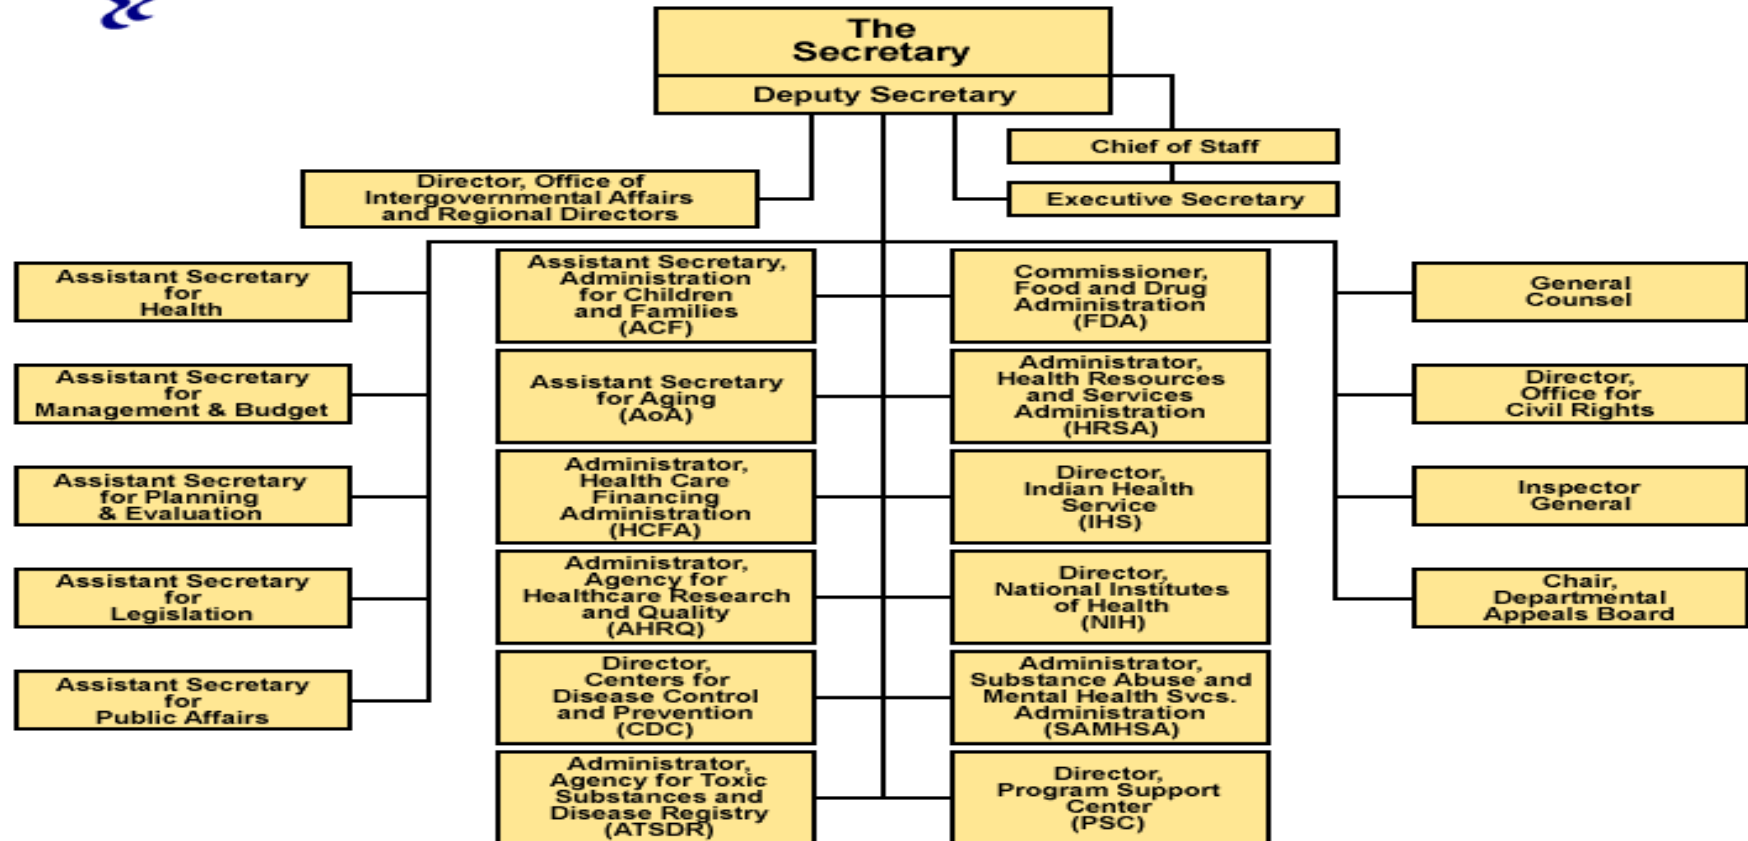 The
Secretary
Deputy Secretary
Chief of Staff
Executive Secretary
Director, Office of
Intergovernmental Affairs
and Regional Directors
Assistant Secretary
for
Health
Assistant Secretary
for
Management & Budget
Assistant Secretary
for Planning
& Evaluation
Assistant Secretary
for
Legislation
Assistant Secretary
for
Public Affairs
Assistant Secretary,
Administration
for Children
and Families
(ACF)
Assistant Secretary
for Aging
(AoA)
Administrator,
Health Care
Financing
Administration
(HCFA)
Administrator,
Agency for
Healthcare Research
and Quality
(AHRQ)
Director,
Centers for
Disease Control
and Prevention
(CDC)
Administrator,
Agency for Toxic
Substances and
Disease Registry
(ATSDR)
Commissioner,
Food and Drug
Administration
(FDA)
Administrator,
Health Resources
and Services
Administration
(HRSA)
Director,
Indian Health
Service
(IHS)
Director,
National Institutes
of Health
(NIH)
Administrator,
Substance Abuse and
Mental Health Svcs.
Administration
(SAMHSA)
Director,
Program Support
Center
(PSC)
General
Counsel
Director,
Office for
Civil Rights
Inspector
General
Chair,
Departmental
Appeals Board